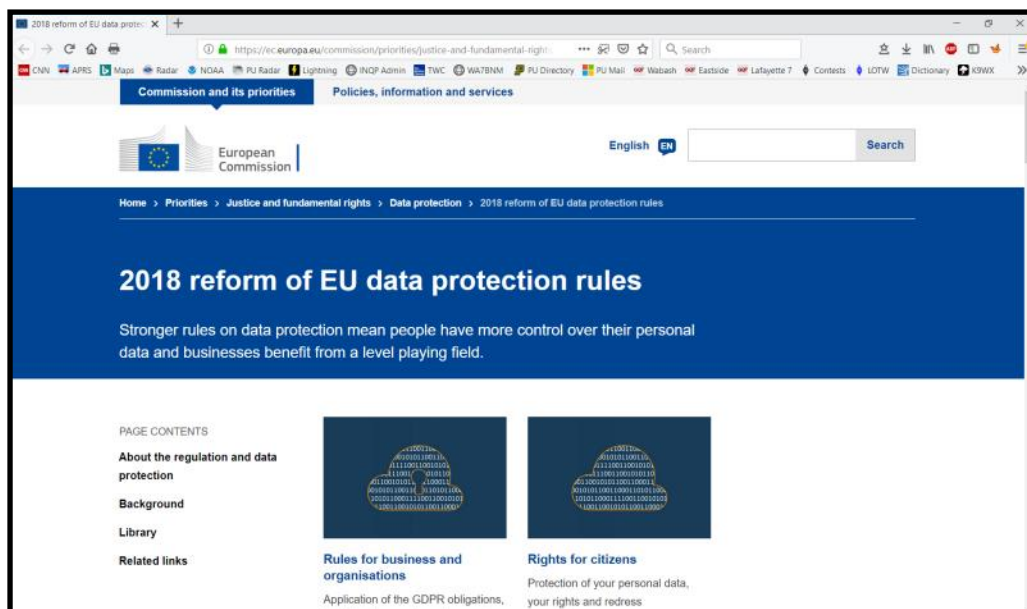 2018 reform of EU data protec
https://ec.europa.eu/commission/priorities/justice-and-fundamental-right
Search
CNN APRS Maps Radar NOAA PU Radar Lightning INQP Admin TWC WA7BNM PU Directory PU Mail Wabash Eastside Lafayette 7 Contests LOTW Dictionary K9WX
Commission and its priorities Policies, information and services
European
Commission
English EN
Search
Home > Priorities > Justice and fundamental rights > Data protection > 2018 reform of EU data protection rules
2018 reform of EU data protection rules
Stronger rules on data protection mean people have more control over their personal
data and businesses benefit from a level playing field.
PAGE CONTENTS
About the regulation and data
protection
Background
Library
Related links
Rules for business and
organisations
Application of the GDPR obligations,
Rights for citizens
Protection of your personal data,
your rights and redress